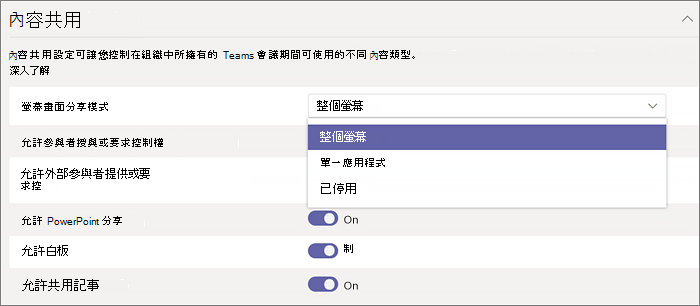 內容共用
內容共用設定可讓您控制在組織中所擁有的 Teams 會議期間可使用的不同內容類型。
深入了解
螢幕畫面分享模式
整個螢幕
整個螢幕
允許參與者授與或要求控制權
單一應用程式
允許外部參與者提供或要
求控
已停用
允許 PowerPoint 分享
On
允許白板
制
允許共用記事
On